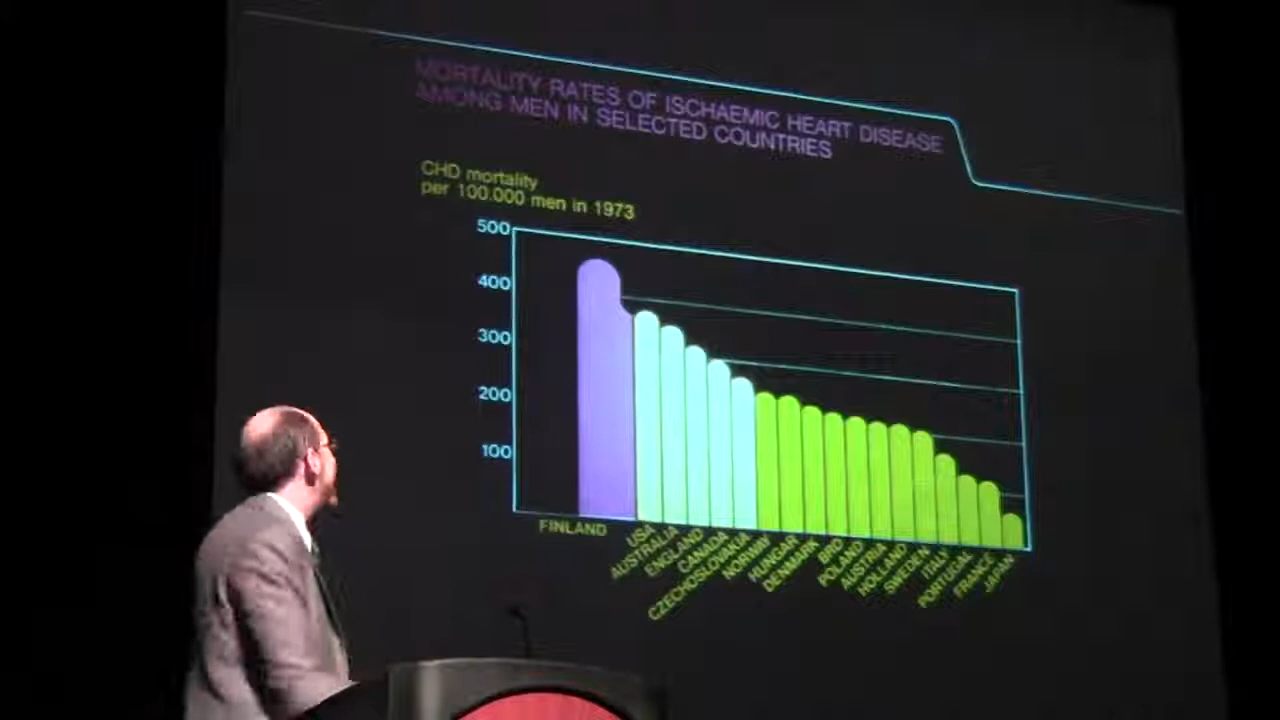 MORTALITY RATES OF ISCHAEMIC HEART DISEASE
AMONG MEN IN SELECTED COUNTRIES
CHD mortality
per 100.000 men in 1973
500
400
300
200
100
FINLAND
USA
AUSTRALIA
ENGLAND
CANADA
CZECHOSLOVAKIA
NORWAY
HUNGARY
DENMARK
BRD
POLAND
AUSTRIA
HOLLAND
SWEDEN
ITALY
PORTUGAL
FRANCE
JAPAN